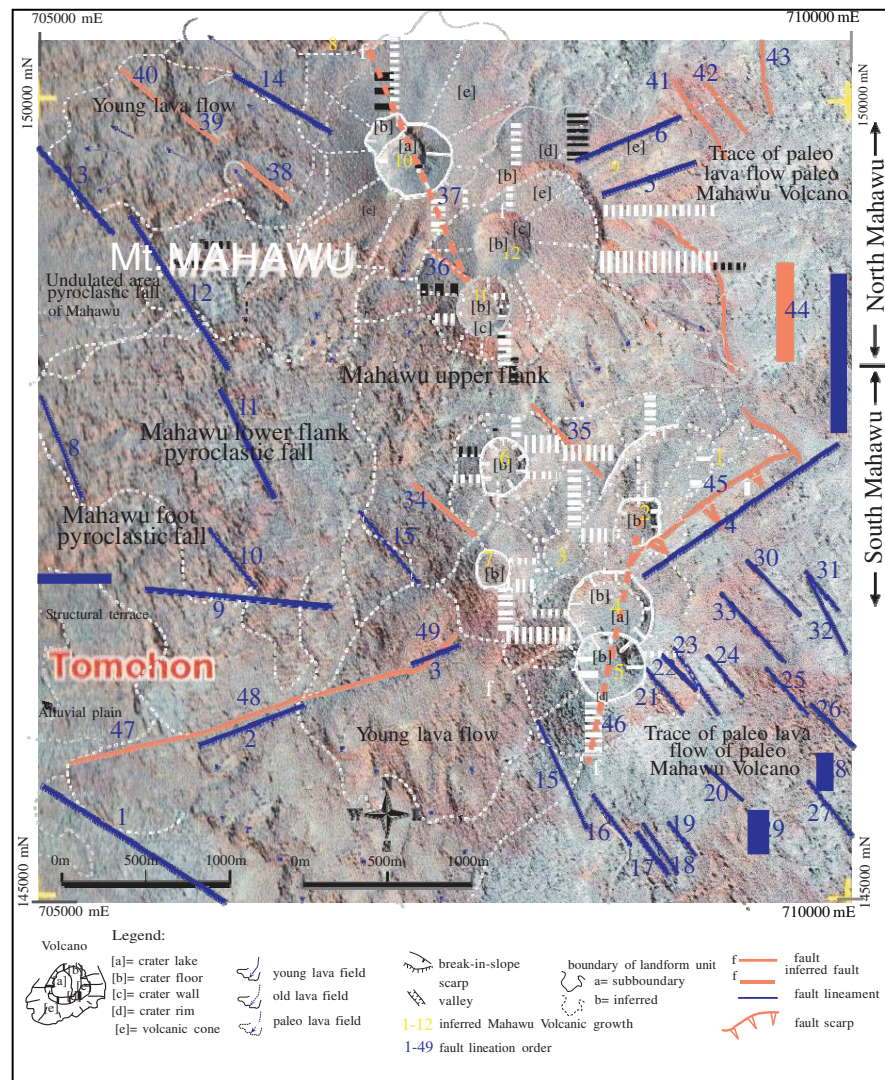 705000 mE
710000 mE
150000 mN
150000 mN
8
f
43
40
14
41
42
[e]
Young lava flow
[b]
[a]
[d]
6
[e]
39
10
9
Trace of paleo
lava flow paleo
Mahawu Volcano
13
38
[b]
5
[e]
37
f
[e]
[c]
[b]
12
North Mahawu
Mt. MAHAWU
36
Undulated area
pyroclastic fall
of Mahawu
12
11
[b]
[c]
44
Mahawu upper flank
11
8
Mahawu lower flank
pyroclastic fall
35
6
[b]
1
45
South Mahawu
34
2
[b]
4
Mahawu foot
pyroclastic fall
15
10
7
[b]
3
30
31
9
[b]
4
[a]
33
32
Structural terrace
49
[b]
5
23
22
24
Tomohon
3
f
21
[d]
25
48
26
Alluvial plain
46
47
2
Young lava flow
15
Trace of paleo lava
flow of paleo
Mahawu Volcano
f
8
20
27
N
W
E
S
1
16
19
29
17
18
0m
500m
1000m
0m
500m
1000m
145000 mN
145000 mN
705000 mE
710000 mE
Legend:
Volcano
[b]
[a]
[c]
[d]
[e]
[a]= crater lake
[b]= crater floor
[c]= crater wall
[d]= crater rim
[e]= volcanic cone
young lava field
old lava field
paleo lava field
break-in-slope
scarp
valley
1-12 inferred Mahawu Volcanic growth
1-49 fault lineation order
boundary of landform unit
a= subboundary
b= inferred
f
fault
f
inferred fault
fault lineament
fault scarp